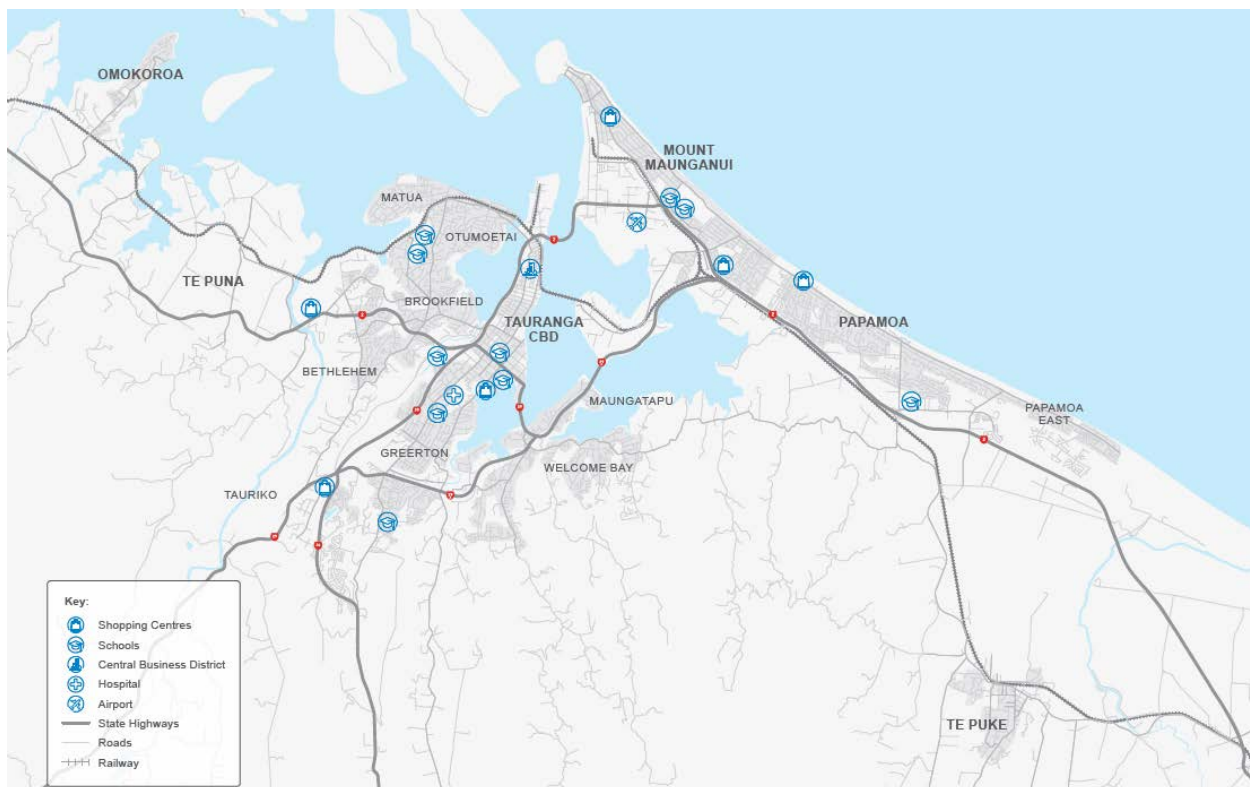 OMOKOROA
MOUNT
MAUNGANUI
MATUA
OTUMOETAI
TE PUNA
BROOKFIELD
TAURANGA
CBD
PAPAMOA
BETHLEHEM
MAUNGATAPU
PAPAMOA
EAST
GREERTON
WELCOME BAY
TAURIKO
TE PUKE
Key:
Shopping Centres
Schools
Central Business District
Hospital
Airport
State Highways
Roads
Railway